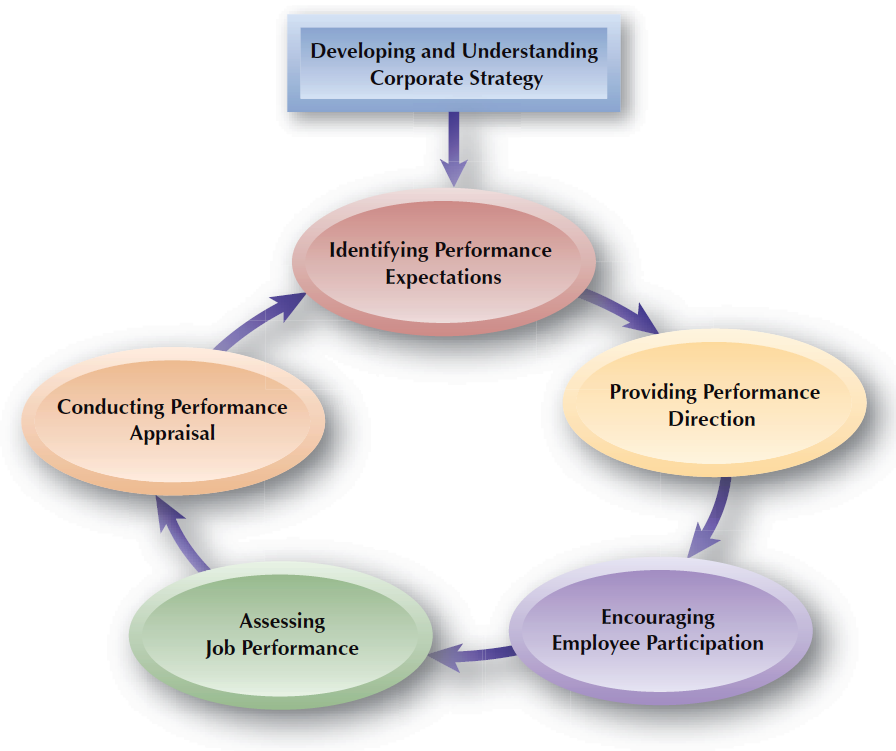 Developing and Understanding
Corporate Strategy
Identifying Performance
Expectations
Providing Performance
Direction
Encouraging
Employee Participation
Assessing
Job Performance
Conducting Performance
Appraisal